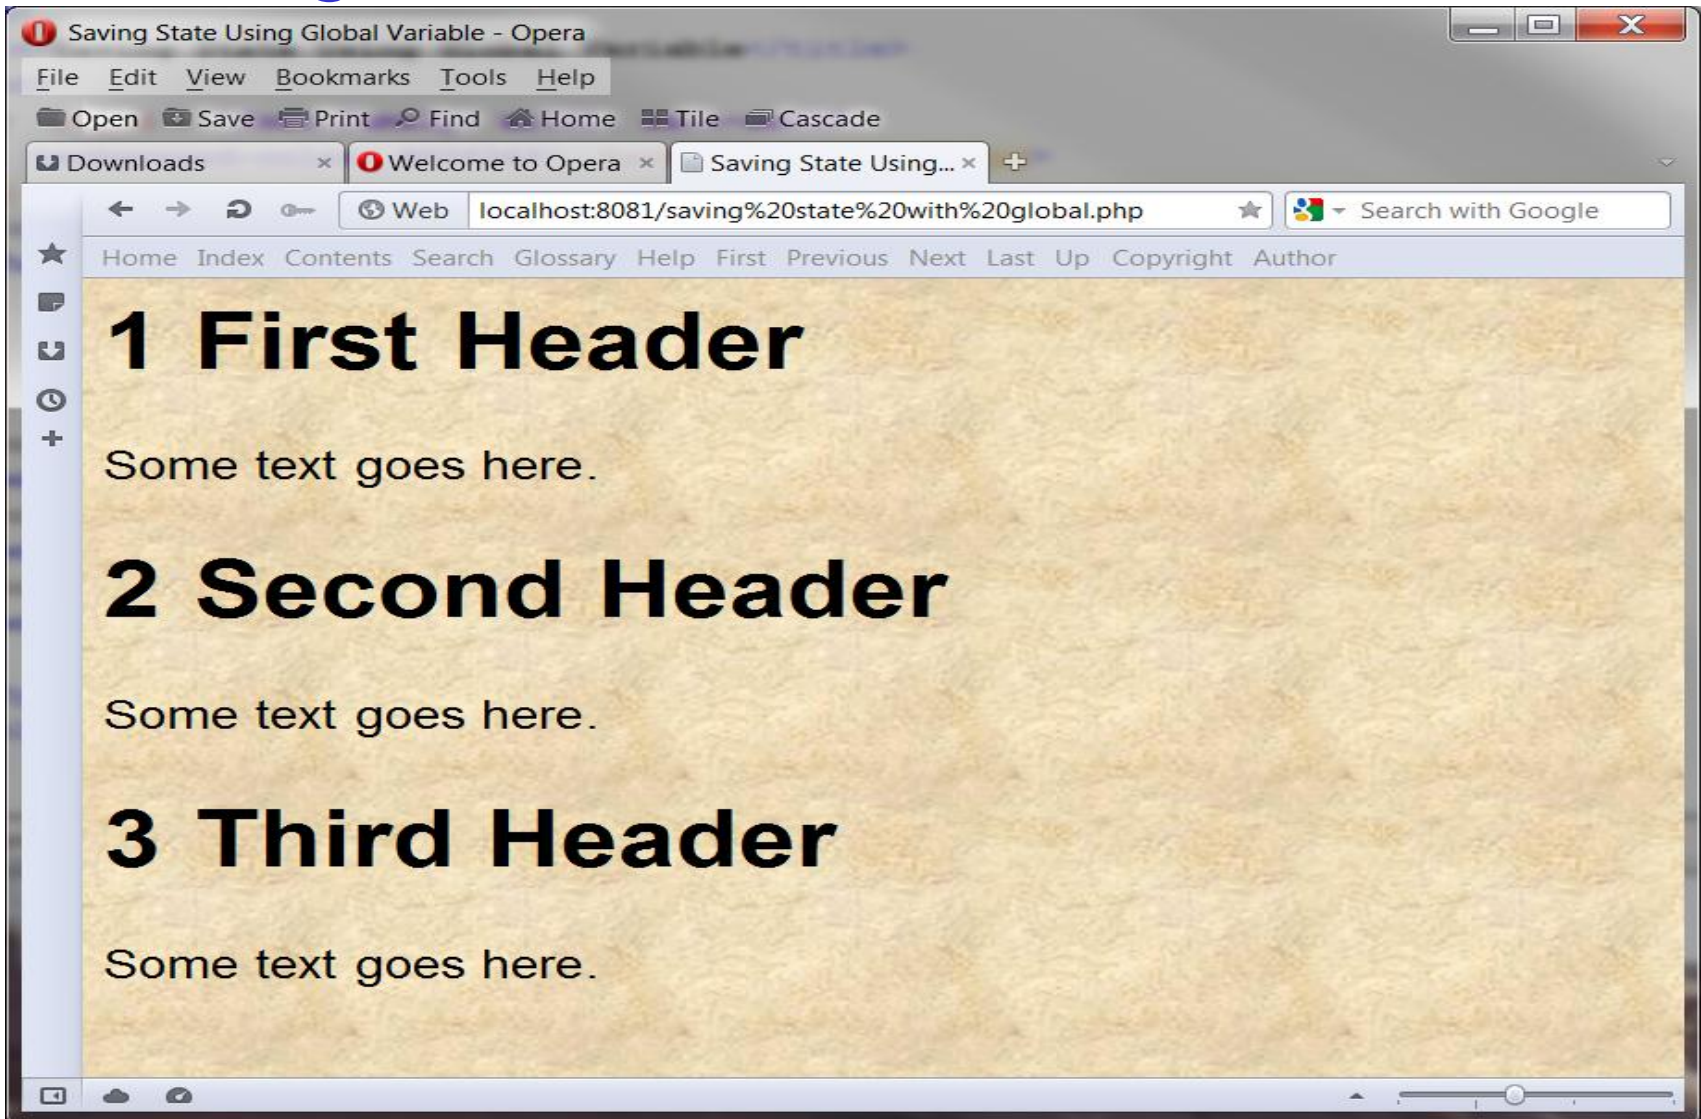 Saving State Using Global Variable - Opera
File Edit View Bookmarks Tools Help
Open Save Print Find Home Tile Cascade
Downloads Welcome to Opera Saving State Using...
Web localhost:8081/saving%20state%20with%20global.php Search with Google
Home Index Contents Search Glossary Help First Previous Next Last Up Copyright Author
1 First Header
Some text goes here.
2 Second Header
Some text goes here.
3 Third Header
Some text goes here.